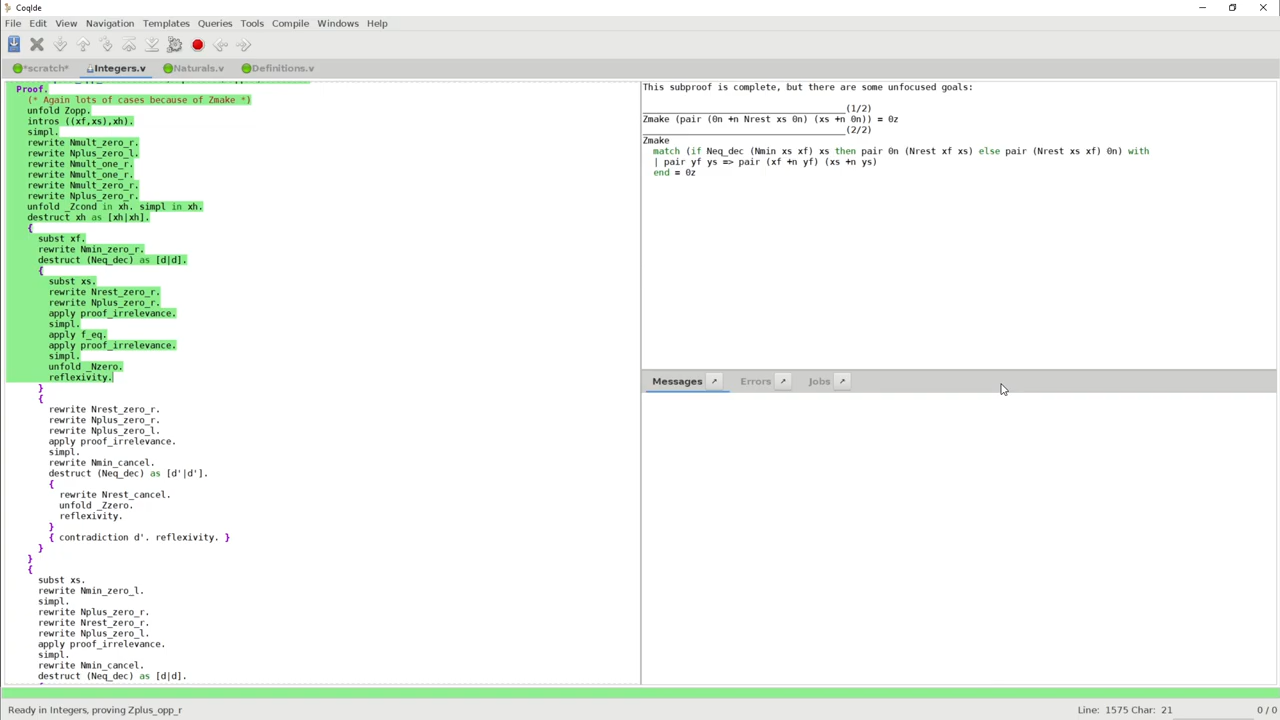 CoqIde
File Edit View Navigation Templates Queries Tools Compile Windows Help
*scratch* Integers.v Naturals.v Definitions.v
Proof.
(* Again lots of cases because of Zmake *)
unfold Zopp.
intros ((xf,xs),xh).
simpl.
rewrite Nmult_zero_r.
rewrite Nplus_zero_l.
rewrite Nmult_one_r.
rewrite Nmult_one_r.
rewrite Nmult_zero_r.
rewrite Nplus_zero_r.
unfold _Zcond in xh. simpl in xh.
destruct xh as [xh|xh].
{
subst xf.
rewrite Nmin_zero_r.
destruct (Neq_dec) as [d|d].
{
subst xs.
rewrite Nrest_zero_r.
rewrite Nplus_zero_r.
apply proof_irrelevance.
simpl.
apply f_eq.
apply proof_irrelevance.
simpl.
unfold _Nzero.
reflexivity.
}
{
rewrite Nrest_zero_r.
rewrite Nplus_zero_r.
rewrite Nplus_zero_l.
apply proof_irrelevance.
simpl.
rewrite Nmin_cancel.
destruct (Neq_dec) as [d'|d'].
{
rewrite Nrest_cancel.
unfold _Zzero.
reflexivity.
}
{ contradiction d'. reflexivity. }
}
}
{
subst xs.
rewrite Nmin_zero_l.
simpl.
rewrite Nplus_zero_r.
rewrite Nrest_zero_r.
rewrite Nplus_zero_l.
apply proof_irrelevance.
simpl.
rewrite Nmin_cancel.
destruct (Neq_dec) as [d|d].
This subproof is complete, but there are some unfocused goals:
______________________________________(1/2)
Zmake (pair (0n +n Nrest xs 0n) (xs +n 0n)) = 0z
______________________________________(2/2)
Zmake
match (if Neq_dec (Nmin xs xf) xs then pair 0n (Nrest xf xs) else pair (Nrest xs xf) 0n) with
| pair yf ys => pair (xf +n yf) (xs +n ys)
end = 0z
Messages ↗ Errors ↗ Jobs ↗
Ready in Integers, proving Zplus_opp_r
Line: 1575 Char: 21
0 / 0